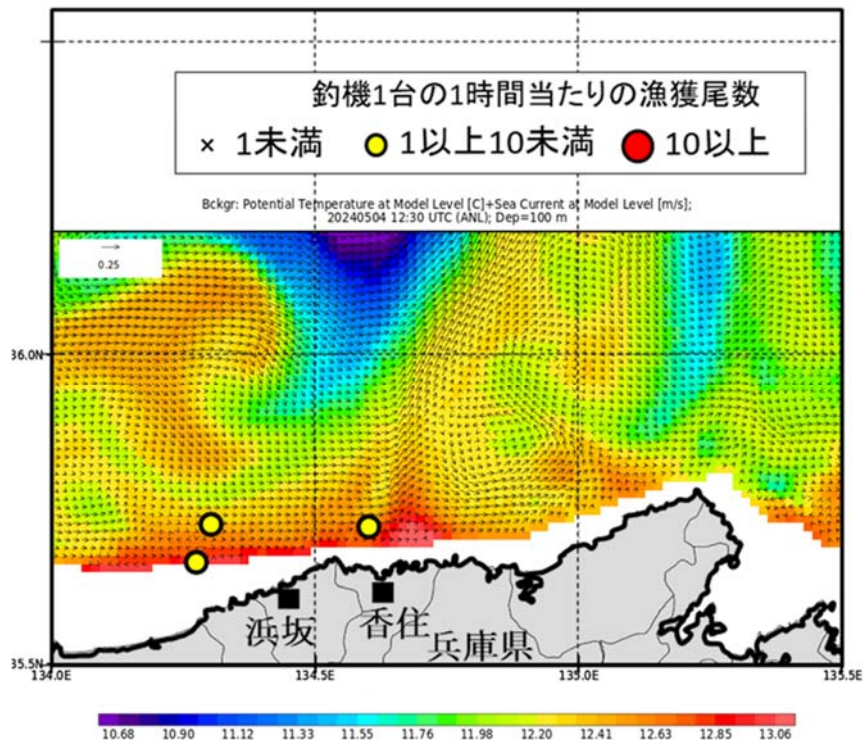 釣機1台の1時間当たりの漁獲尾数
× 1未満 1以上10未満 10以上
Bckgr: Potential Temperature at Model Level [C]+Sea Current at Model Level [m/s];
20240504 12:30 UTC (ANL); Dep=100 m
0.25
36.0N
浜坂
香住
兵庫県
35.5N
134.0E 134.5E 135.0E 135.5E
10.68 10.90 11.12 11.33 11.55 11.76 11.98 12.20 12.41 12.63 12.85 13.06